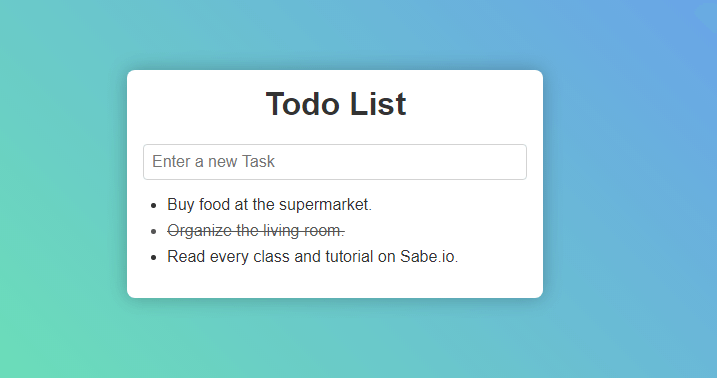 Todo List
Enter a new Task
Buy food at the supermarket.
Organize the living room.
Read every class and tutorial on Sabe.io.